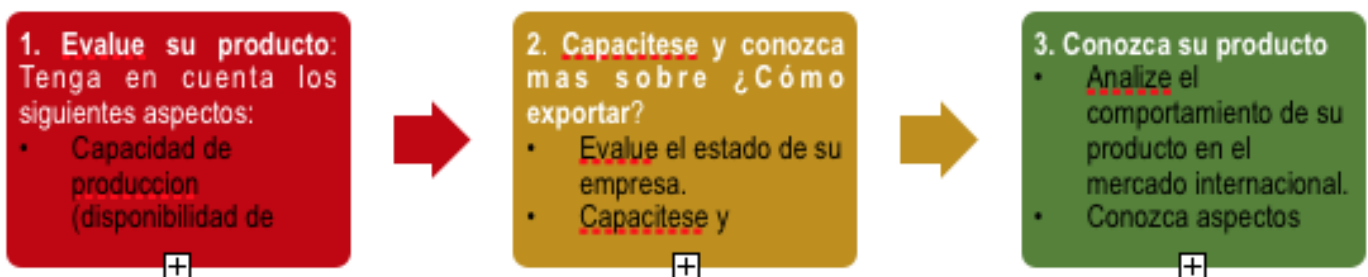 1. Evalue su producto:
Tenga en cuenta los
siguientes aspectos:
• Capacidad de
produccion
(disponibilidad de
2. Capacitese y conozca
mas sobre ¿Cómo
exportar?
• Evalue el estado de su
empresa.
• Capacitese y
3. Conozca su producto
• Analize el
comportamiento de su
producto en el
mercado internacional.
• Conozca aspectos